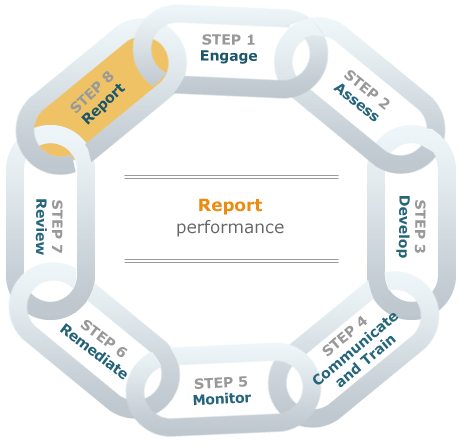 STEP 1
Engage
STEP 2
Assess
STEP 3
Develop
STEP 4
Communicate
and Train
STEP 5
Monitor
STEP 6
Remediate
STEP 7
Review
STEP 8
Report
Report
performance